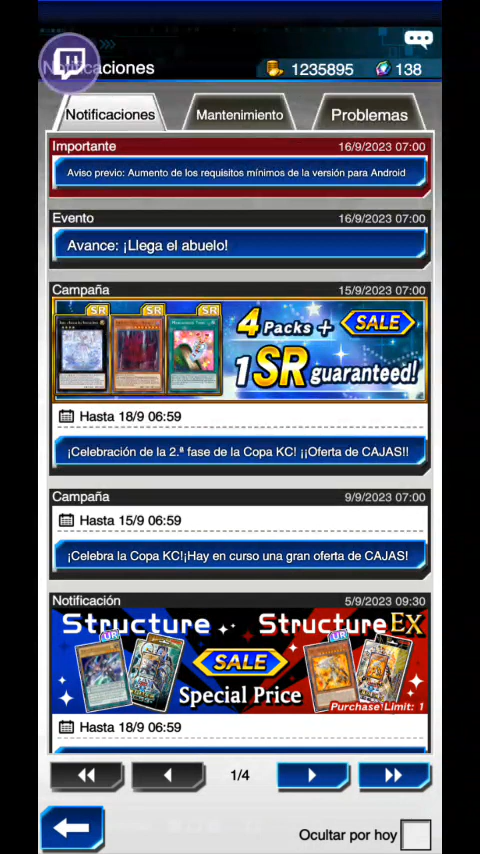 Notificaciones
1235895
138
Notificaciones
Mantenimiento
Problemas
Importante
16/9/2023 07:00
Aviso previo: Aumento de los requisitos mínimos de la versión para Android
Evento
16/9/2023 07:00
Avance: ¡Llega el abuelo!
Campaña
15/9/2023 07:00
SR
SR
SR
4 Packs +
SALE
1 SR guaranteed!
Hasta 18/9 06:59
¡Celebración de la 2.ª fase de la Copa KC! ¡¡Oferta de CAJAS!!
Campaña
9/9/2023 07:00
Hasta 15/9 06:59
¡Celebra la Copa KC!¡Hay en curso una gran oferta de CAJAS!
Notificación
5/9/2023 09:30
Structure
Structure EX
UR
UR
SALE
Special Price
Purchase Limit: 1
Hasta 18/9 06:59
1/4
Ocultar por hoy